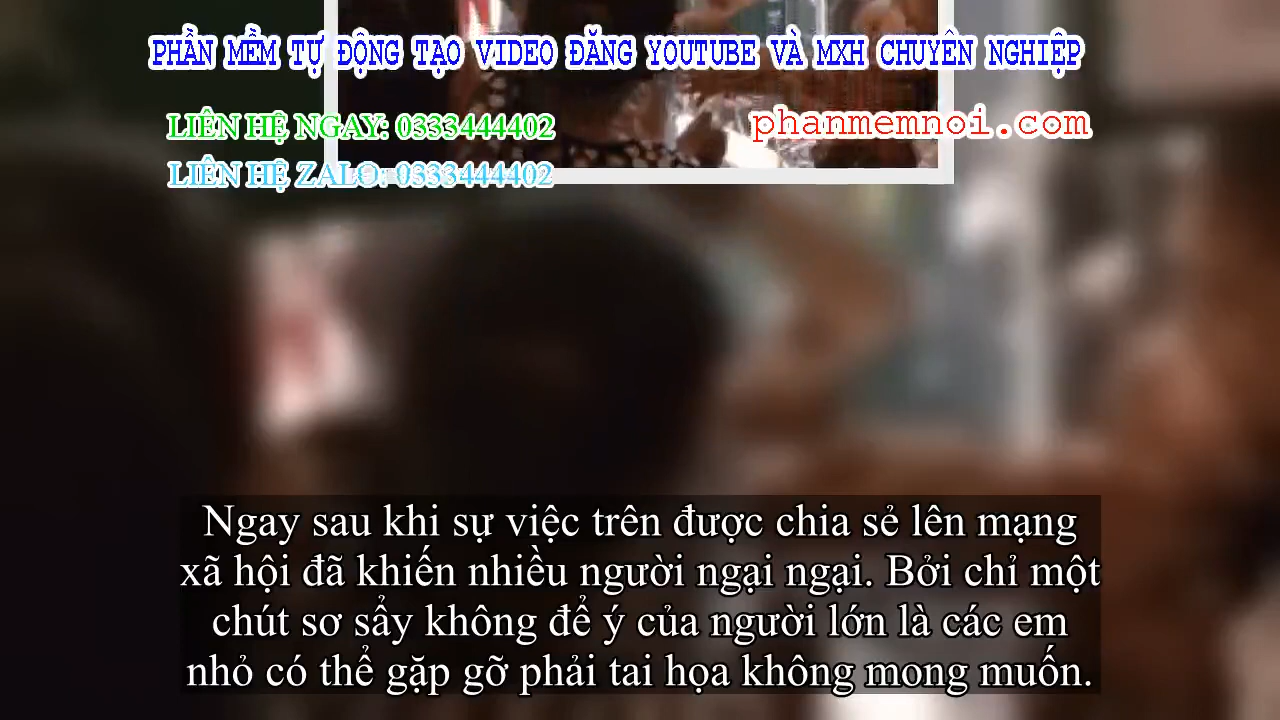 PHẦN MỀM TỰ ĐỘNG TẠO VIDEO ĐĂNG YOUTUBE VÀ MXH CHUYÊN NGHIỆP
LIÊN HỆ NGAY: 0333444402
phanmemnoi.com
LIÊN HỆ ZALO: 0333444402
Ngay sau khi sự việc trên được chia sẻ lên mạng
xã hội đã khiến nhiều người ngại ngại. Bởi chỉ một
chút sơ sẩy không để ý của người lớn là các em
nhỏ có thể gặp gỡ phải tai họa không mong muốn.